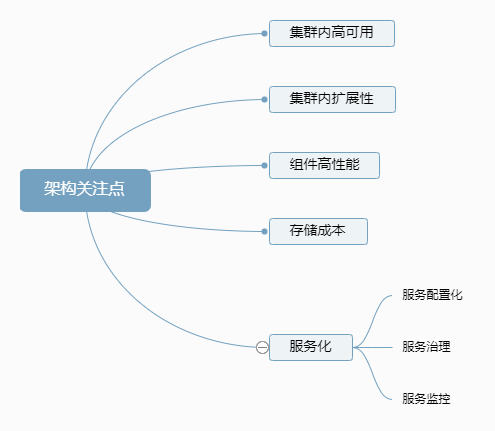 集群内高可用
集群内扩展性
组件高性能
架构关注点
存储成本
服务化
服务配置化
服务治理
服务监控